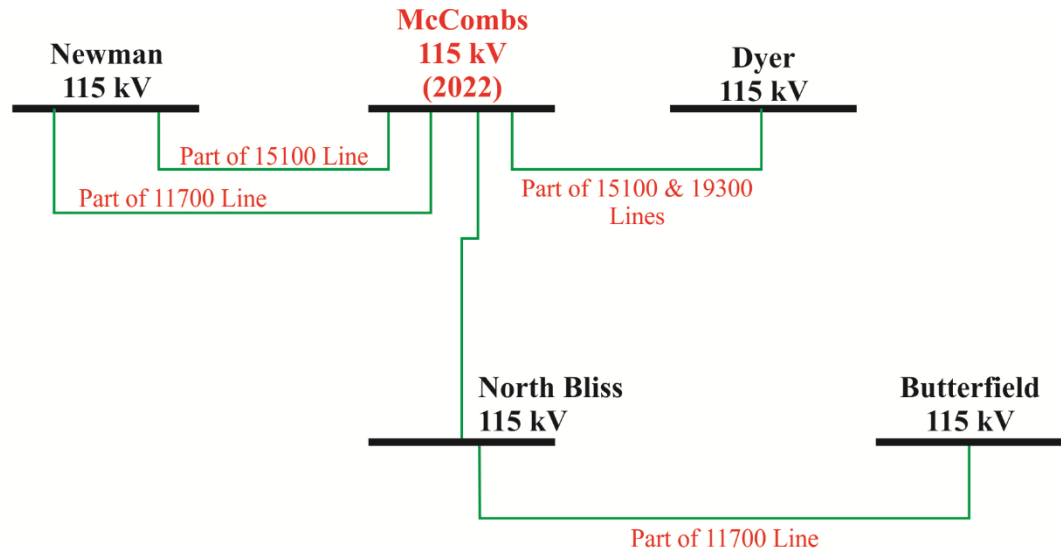 Newman
115 kV
McCombs
115 kV
(2022)
Dyer
115 kV
Part of 15100 Line
Part of 11700 Line
Part of 15100 & 19300
Lines
North Bliss
115 kV
Butterfield
115 kV
Part of 11700 Line